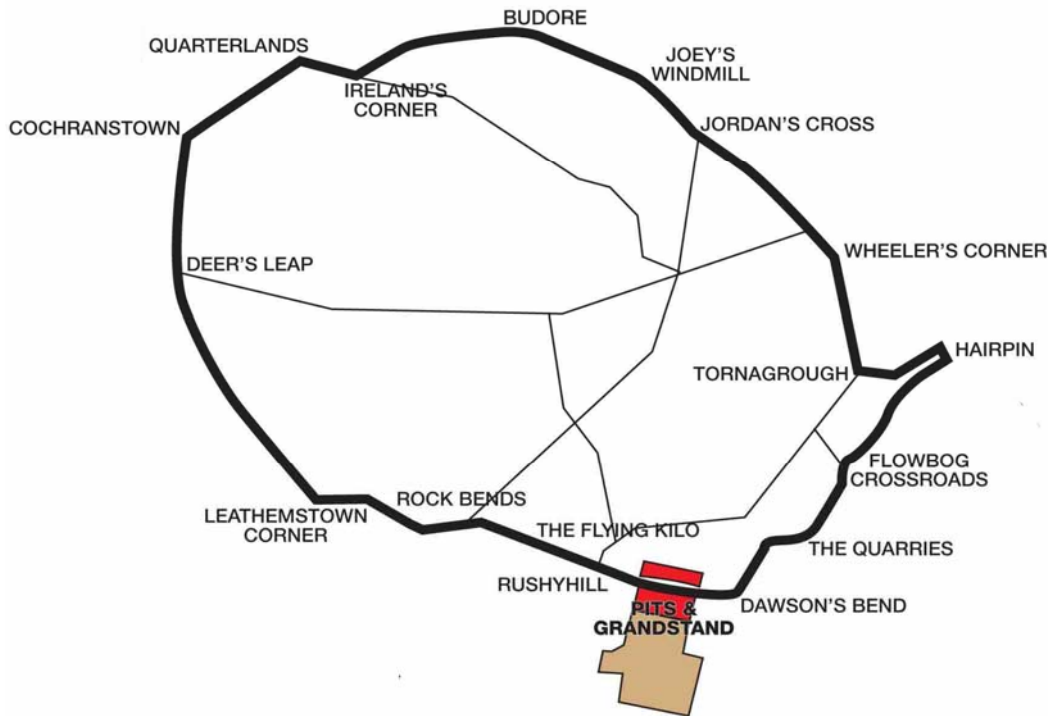 BUDORE
QUARTERLANDS
JOEY'S
WINDMILL
IRELAND'S
CORNER
COCHRANSTOWN
JORDAN'S CROSS
WHEELER'S CORNER
DEER'S LEAP
HAIRPIN
TORNAGROUGH
FLOWBOG
CROSSROADS
ROCK BENDS
LEATHEMSTOWN
CORNER
THE FLYING KILO
THE QUARRIES
RUSHYHILL
DAWSON'S BEND
PITS &
GRANDSTAND